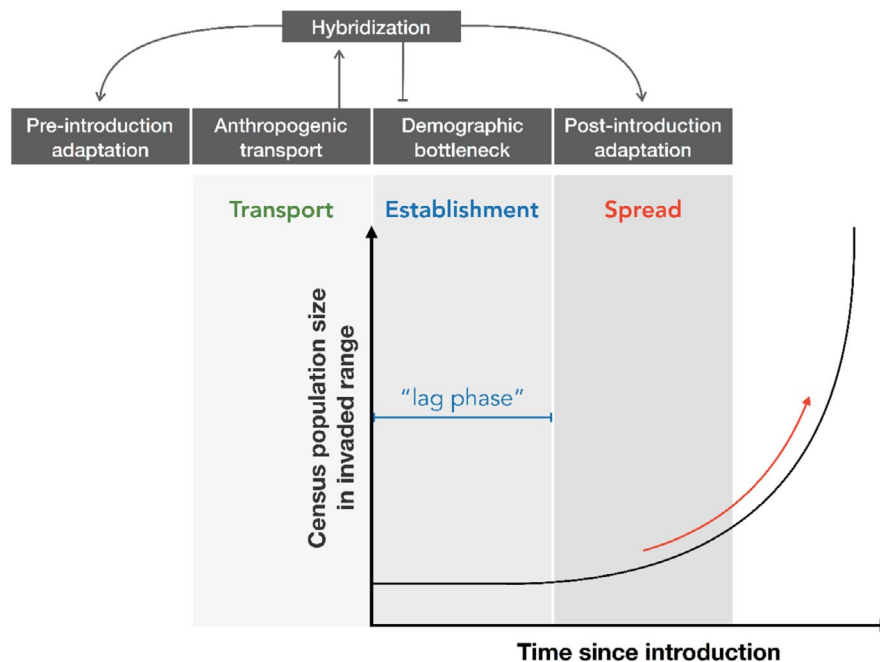 Hybridization
Pre-introduction
adaptation
Anthropogenic
transport
Demographic
bottleneck
Post-introduction
adaptation
Transport
Establishment
Spread
Census population size
in invaded range
“lag phase”
Time since introduction